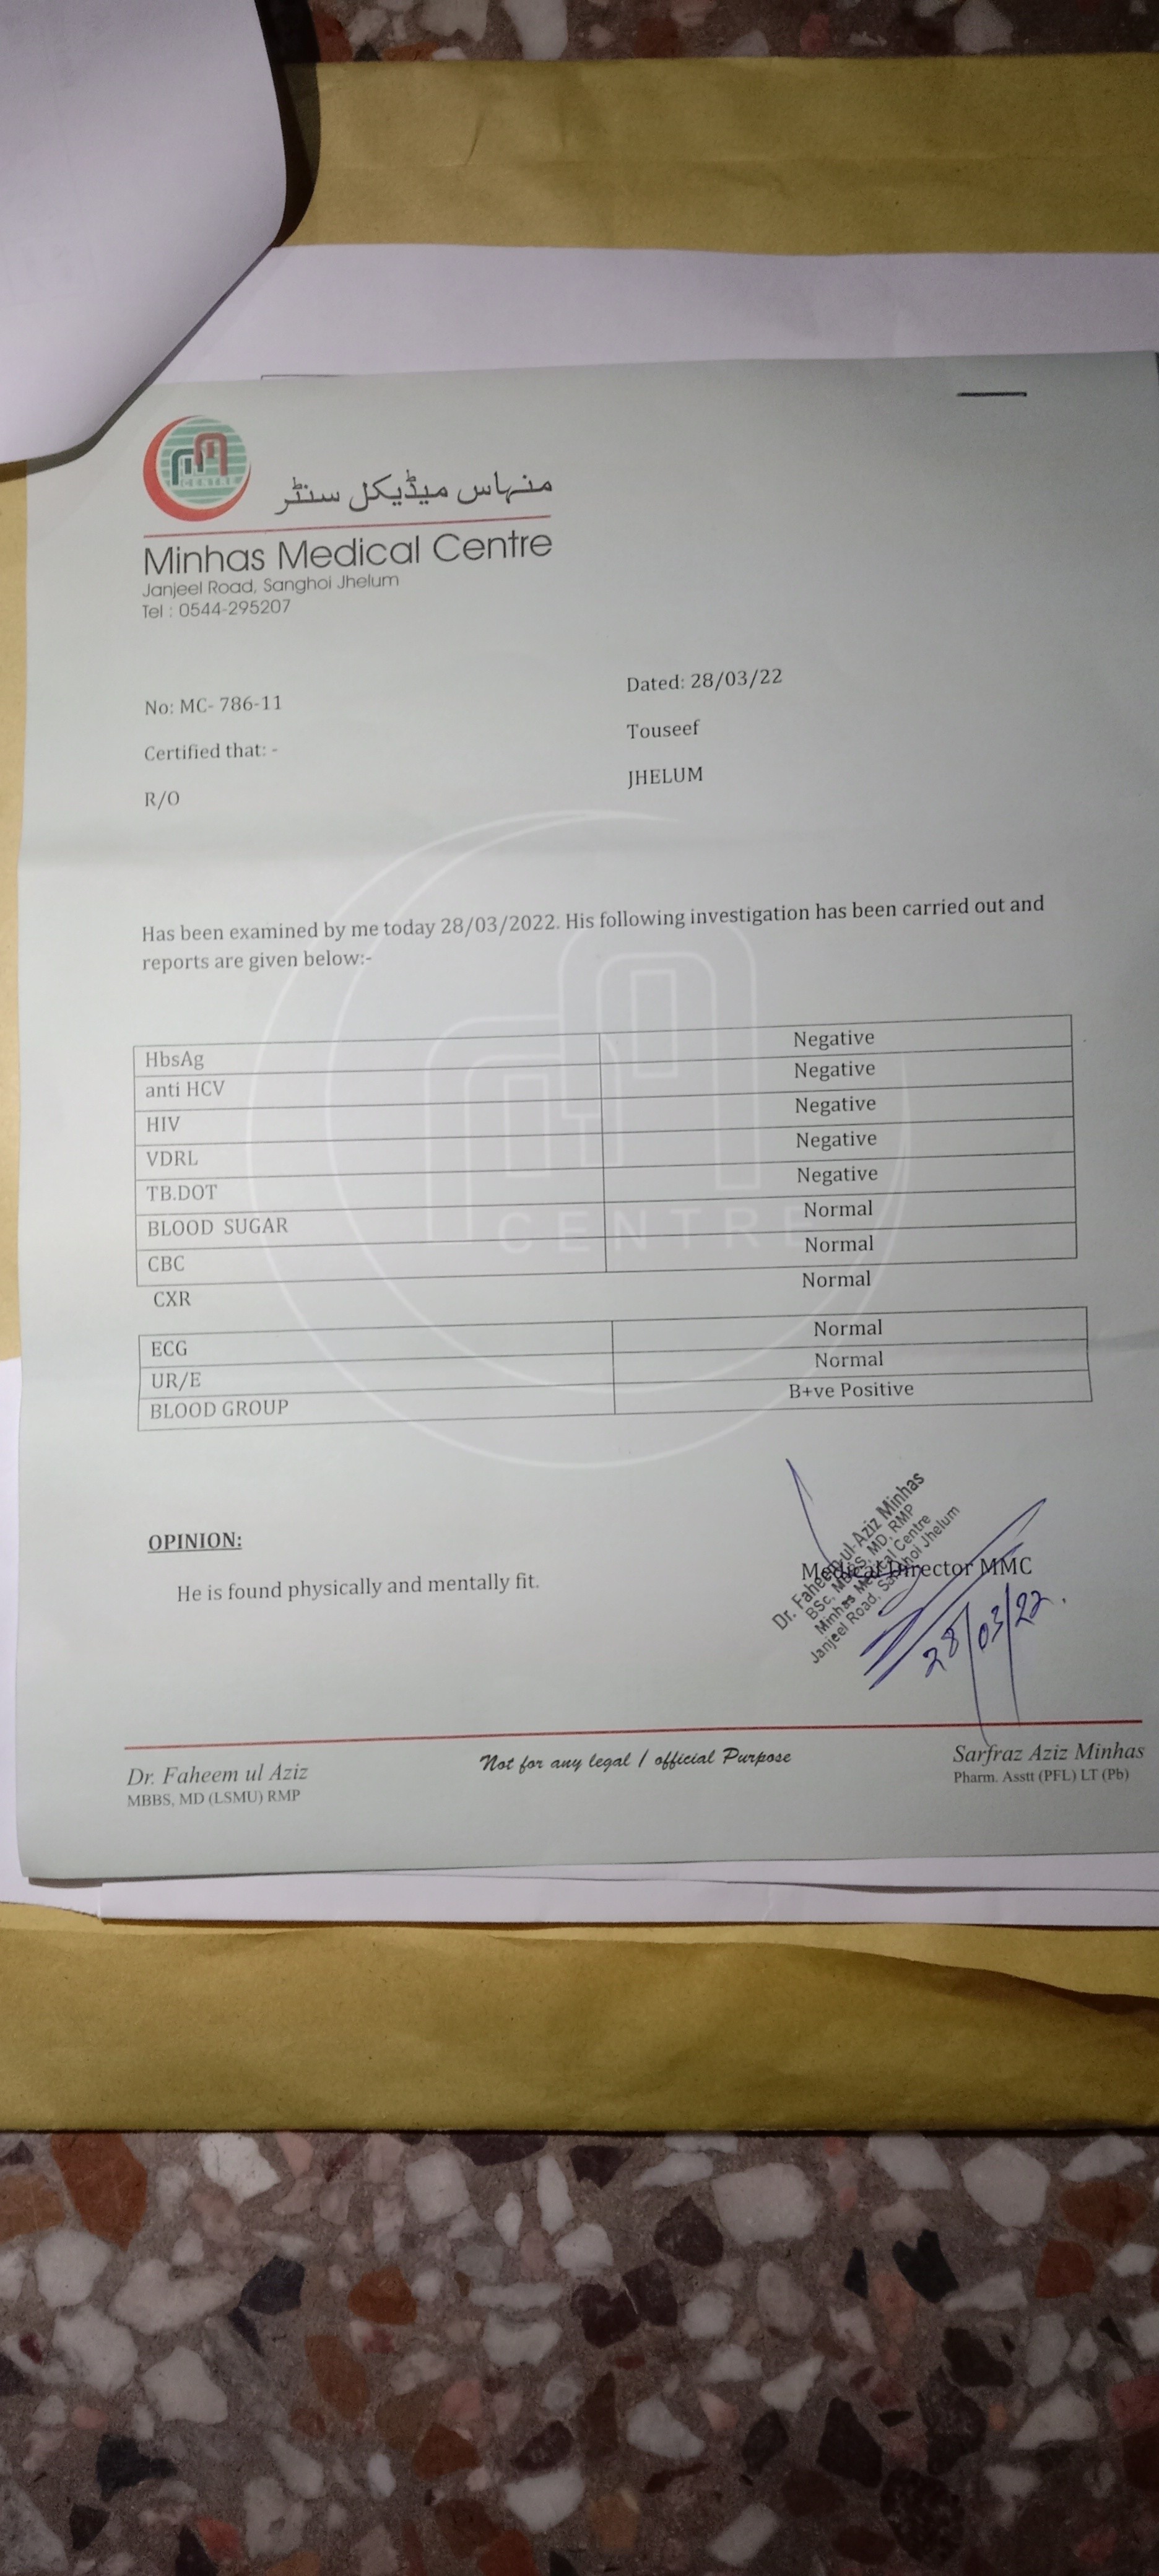 CENTRE
منہاس میڈیکل سنٹر
Minhas Medical Centre
Janjeel Road, Sanghoi Jhelum
Tel : 0544-295207
No: MC- 786-11 Dated: 28/03/22
Certified that: - Touseef
R/O JHELUM
Has been examined by me today 28/03/2022. His following investigation has been carried out and
reports are given below:-
HbsAg Negative
anti HCV Negative
HIV Negative
VDRL Negative
TB.DOT Negative
BLOOD SUGAR Normal
CBC Normal
CXR Normal
ECG Normal
UR/E Normal
BLOOD GROUP B+ve Positive
CENTRE
OPINION:
He is found physically and mentally fit.
Dr. Faheem ul-Aziz Minhas
BSc. MBBS, MD, RMP
Minhas Medical Centre
Janjeel Road, Sanghoi Jhelum
Medical Director MMC
28/03/22.
Dr. Faheem ul Aziz
MBBS, MD (LSMU) RMP
Not for any legal / official Purpose
Sarfraz Aziz Minhas
Pharm. Asstt (PFL) LT (Pb)